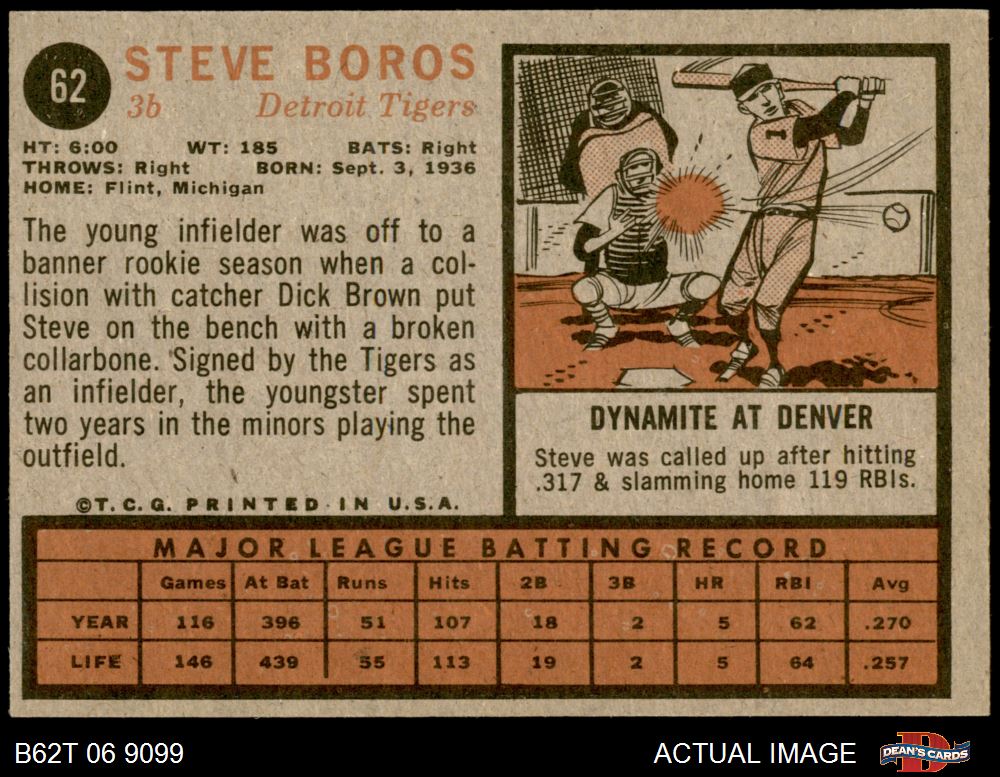 62
STEVE BOROS
3b Detroit Tigers
HT: 6:00 WT: 185 BATS: Right
THROWS: Right BORN: Sept. 3, 1936
HOME: Flint, Michigan
The young infielder was off to a
banner rookie season when a col-
lision with catcher Dick Brown put
Steve on the bench with a broken
collarbone. Signed by the Tigers as
an infielder, the youngster spent
two years in the minors playing the
outfield.
©T.C.G. PRINTED IN U.S.A.
1
DYNAMITE AT DENVER
Steve was called up after hitting
.317 & slamming home 119 RBIs.
MAJOR LEAGUE BATTING RECORD
Games At Bat Runs Hits 2B 3B HR RBI Avg
YEAR 116 396 51 107 18 2 5 62 .270
LIFE 146 439 55 113 19 2 5 64 .257
B62T 06 9099 ACTUAL IMAGE DEAN'S CARDS